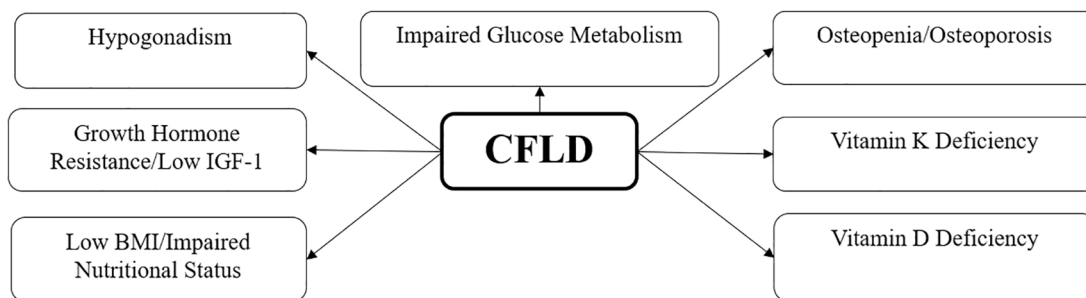 Hypogonadism
Impaired Glucose Metabolism
Osteopenia/Osteoporosis
Growth Hormone
Resistance/Low IGF-1
CFLD
Vitamin K Deficiency
Low BMI/Impaired
Nutritional Status
Vitamin D Deficiency